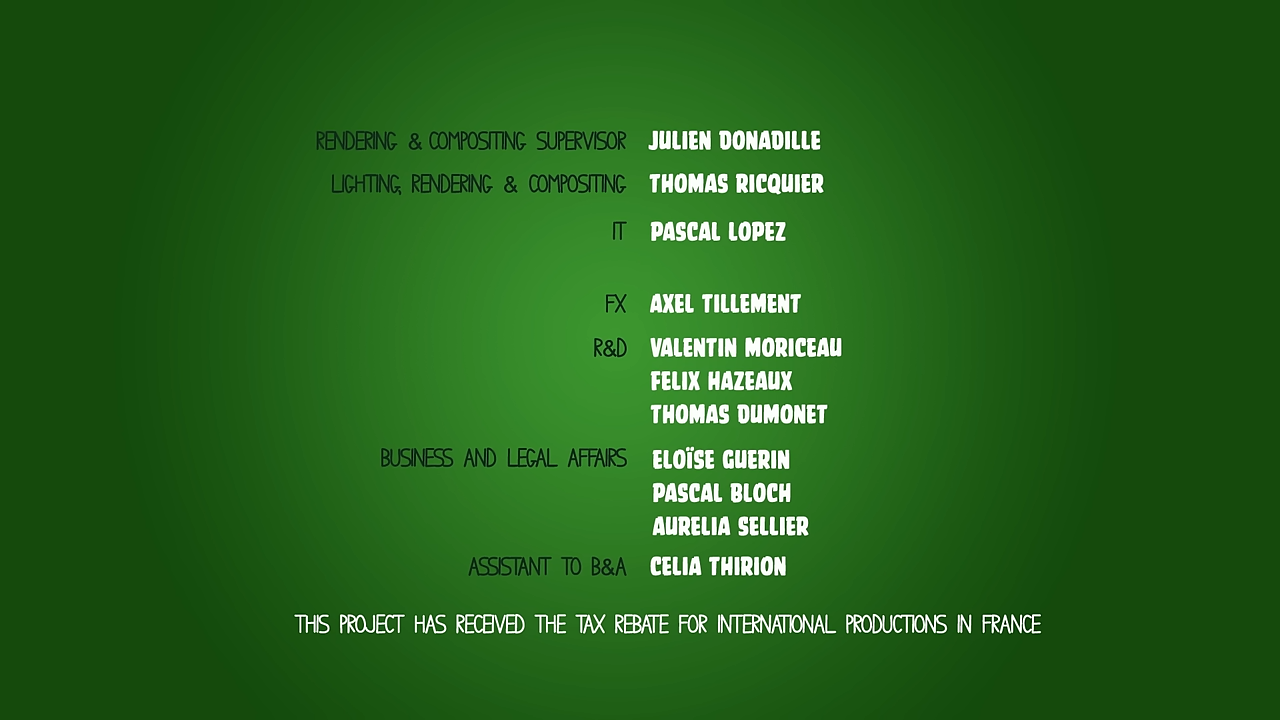 RENDERING & COMPOSITING SUPERVISOR JULIEN DONADILLE
LIGHTING, RENDERING & COMPOSITING THOMAS RICQUIER
IT PASCAL LOPEZ
FX AXEL TILLEMENT
R&D VALENTIN MORICEAU
FELIX HAZEAUX
THOMAS DUMONET
BUSINESS AND LEGAL AFFAIRS ELOÏSE GUERIN
PASCAL BLOCH
AURELIA SELLIER
ASSISTANT TO B&A CELIA THIRION
THIS PROJECT HAS RECEIVED THE TAX REBATE FOR INTERNATIONAL PRODUCTIONS IN FRANCE